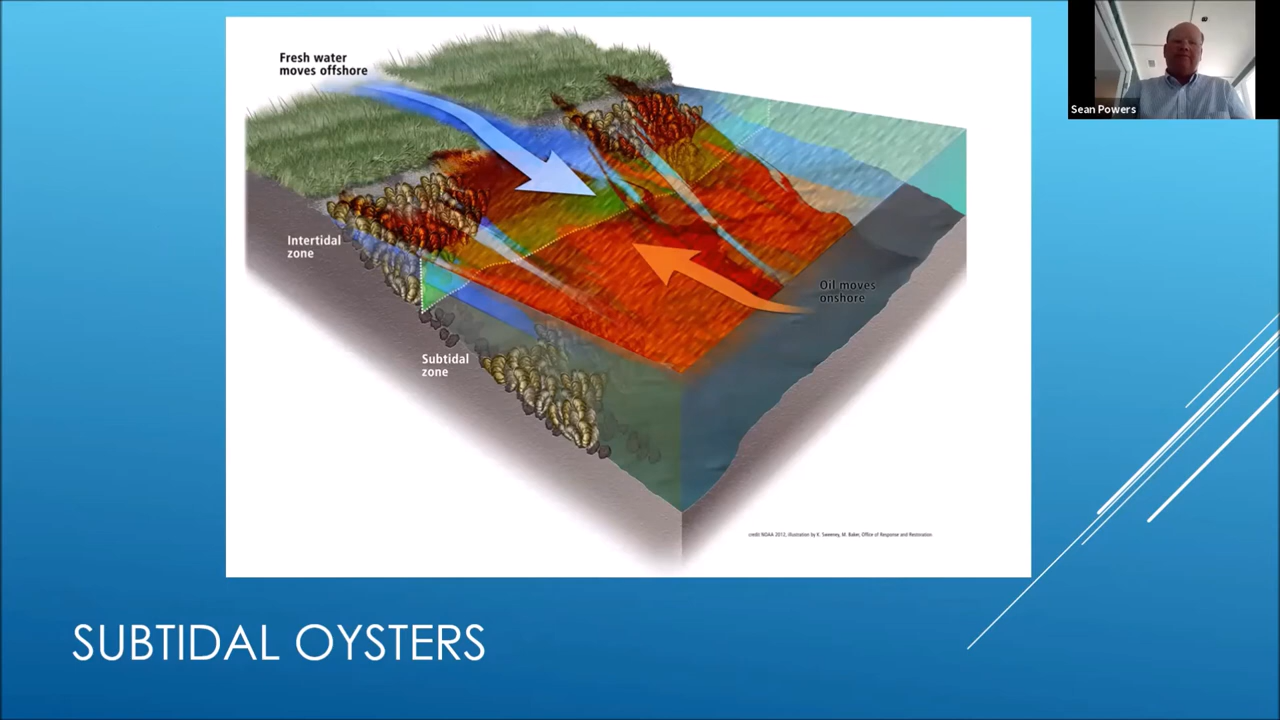 Fresh water
moves offshore
Sean Powers
Intertidal
zone
Oil moves
onshore
Subtidal
zone
credit NOAA 2012, illustration by K. Sweeney, M. Baker, Office of Response and Restoration
SUBTIDAL OYSTERS